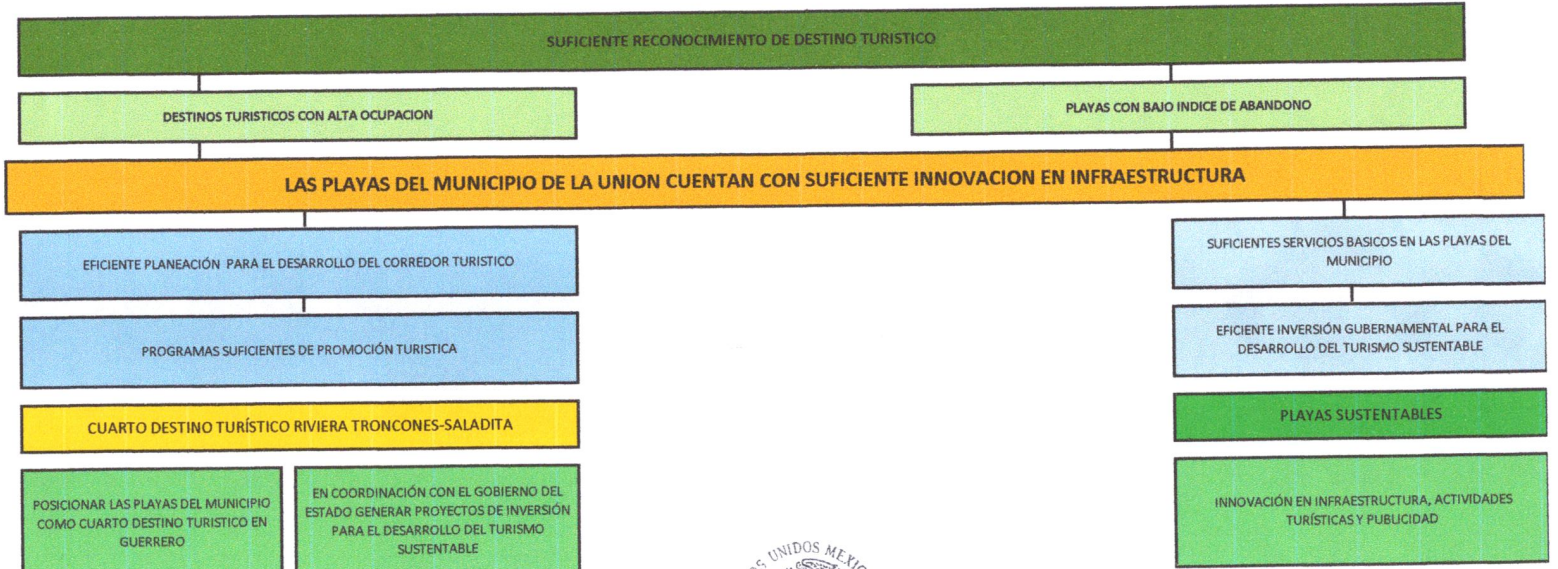 SUFICIENTE RECONOCIMIENTO DE DESTINO TURISTICO
DESTINOS TURISTICOS CON ALTA OCUPACION
PLAYAS CON BAJO INDICE DE ABANDONO
LAS PLAYAS DEL MUNICIPIO DE LA UNION CUENTAN CON SUFICIENTE INNOVACION EN INFRAESTRUCTURA
EFICIENTE PLANEACIÓN PARA EL DESARROLLO DEL CORREDOR TURISTICO
SUFICIENTES SERVICIOS BASICOS EN LAS PLAYAS DEL
MUNICIPIO
PROGRAMAS SUFICIENTES DE PROMOCIÓN TURISTICA
EFICIENTE INVERSIÓN GUBERNAMENTAL PARA EL
DESARROLLO DEL TURISMO SUSTENTABLE
CUARTO DESTINO TURÍSTICO RIVIERA TRONCONES-SALADITA
PLAYAS SUSTENTABLES
POSICIONAR LAS PLAYAS DEL MUNICIPIO
COMO CUARTO DESTINO TURISTICO EN
GUERRERO
EN COORDINACIÓN CON EL GOBIERNO DEL
ESTADO GENERAR PROYECTOS DE INVERSIÓN
PARA EL DESARROLLO DEL TURISMO
SUSTENTABLE
INNOVACIÓN EN INFRAESTRUCTURA, ACTIVIDADES
TURÍSTICAS Y PUBLICIDAD
UNIDOS